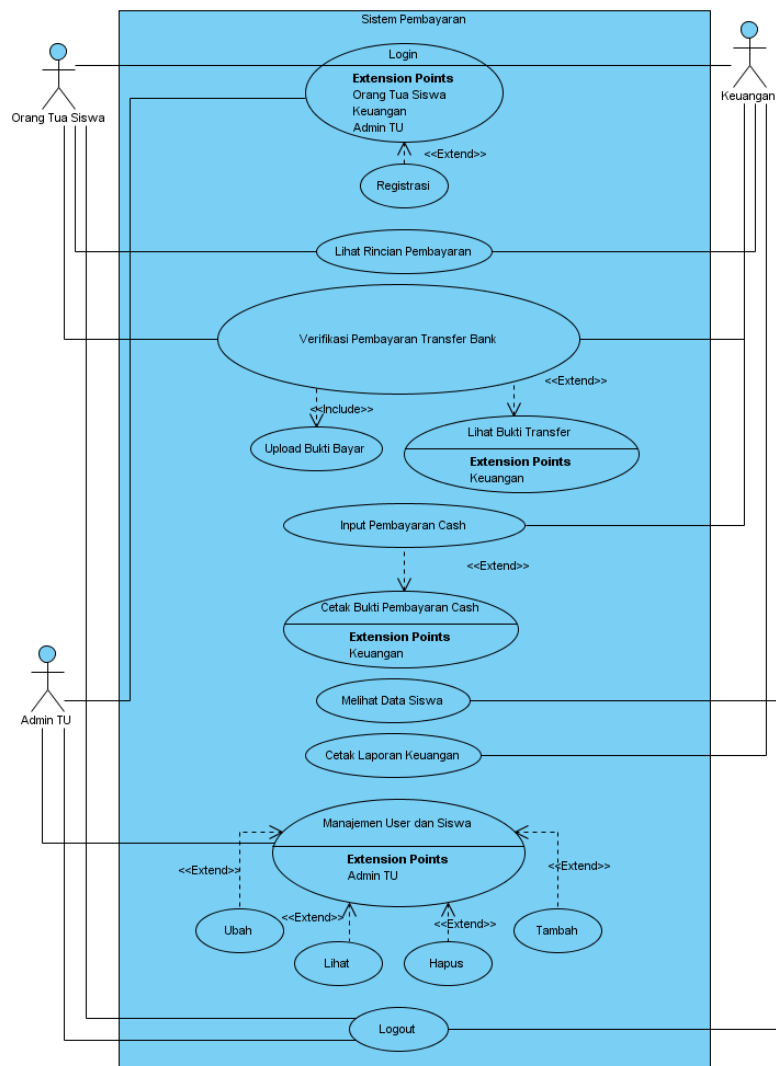 Sistem Pembayaran
Login
Extension Points
Orang Tua Siswa
Keuangan
Admin TU
Orang Tua Siswa
Keuangan
<<Extend>>
Registrasi
Lihat Rincian Pembayaran
Verifikasi Pembayaran Transfer Bank
<<Extend>>
<<Include>>
Lihat Bukti Transfer
Upload Bukti Bayar
Extension Points
Keuangan
Input Pembayaran Cash
<<Extend>>
Cetak Bukti Pembayaran Cash
Extension Points
Keuangan
Melihat Data Siswa
Admin TU
Cetak Laporan Keuangan
Manajemen User dan Siswa
Extension Points
Admin TU
<<Extend>>
<<Extend>>
<<Extend>>
<<Extend>>
Ubah
Tambah
Lihat
Hapus
Logout